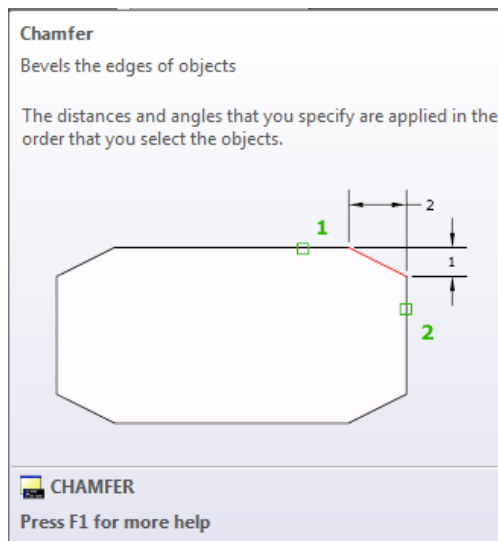 Chamfer
Bevels the edges of objects
The distances and angles that you specify are applied in the
order that you select the objects.
2
1
1
2
CHAMFER
Press F1 for more help